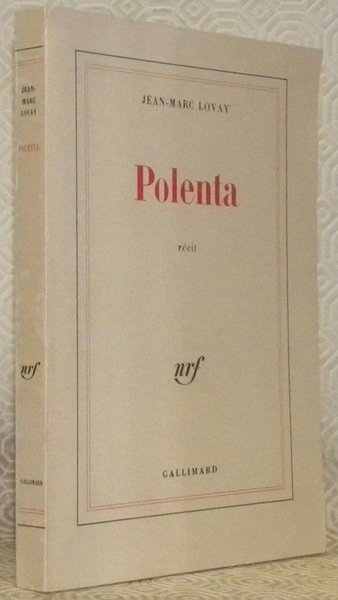 JEAN-
MARC
LOVAY
POLENTA
nrf
GALLIMARD
JEAN-MARC LOVAY
Polenta
récit
nrf
GALLIMARD